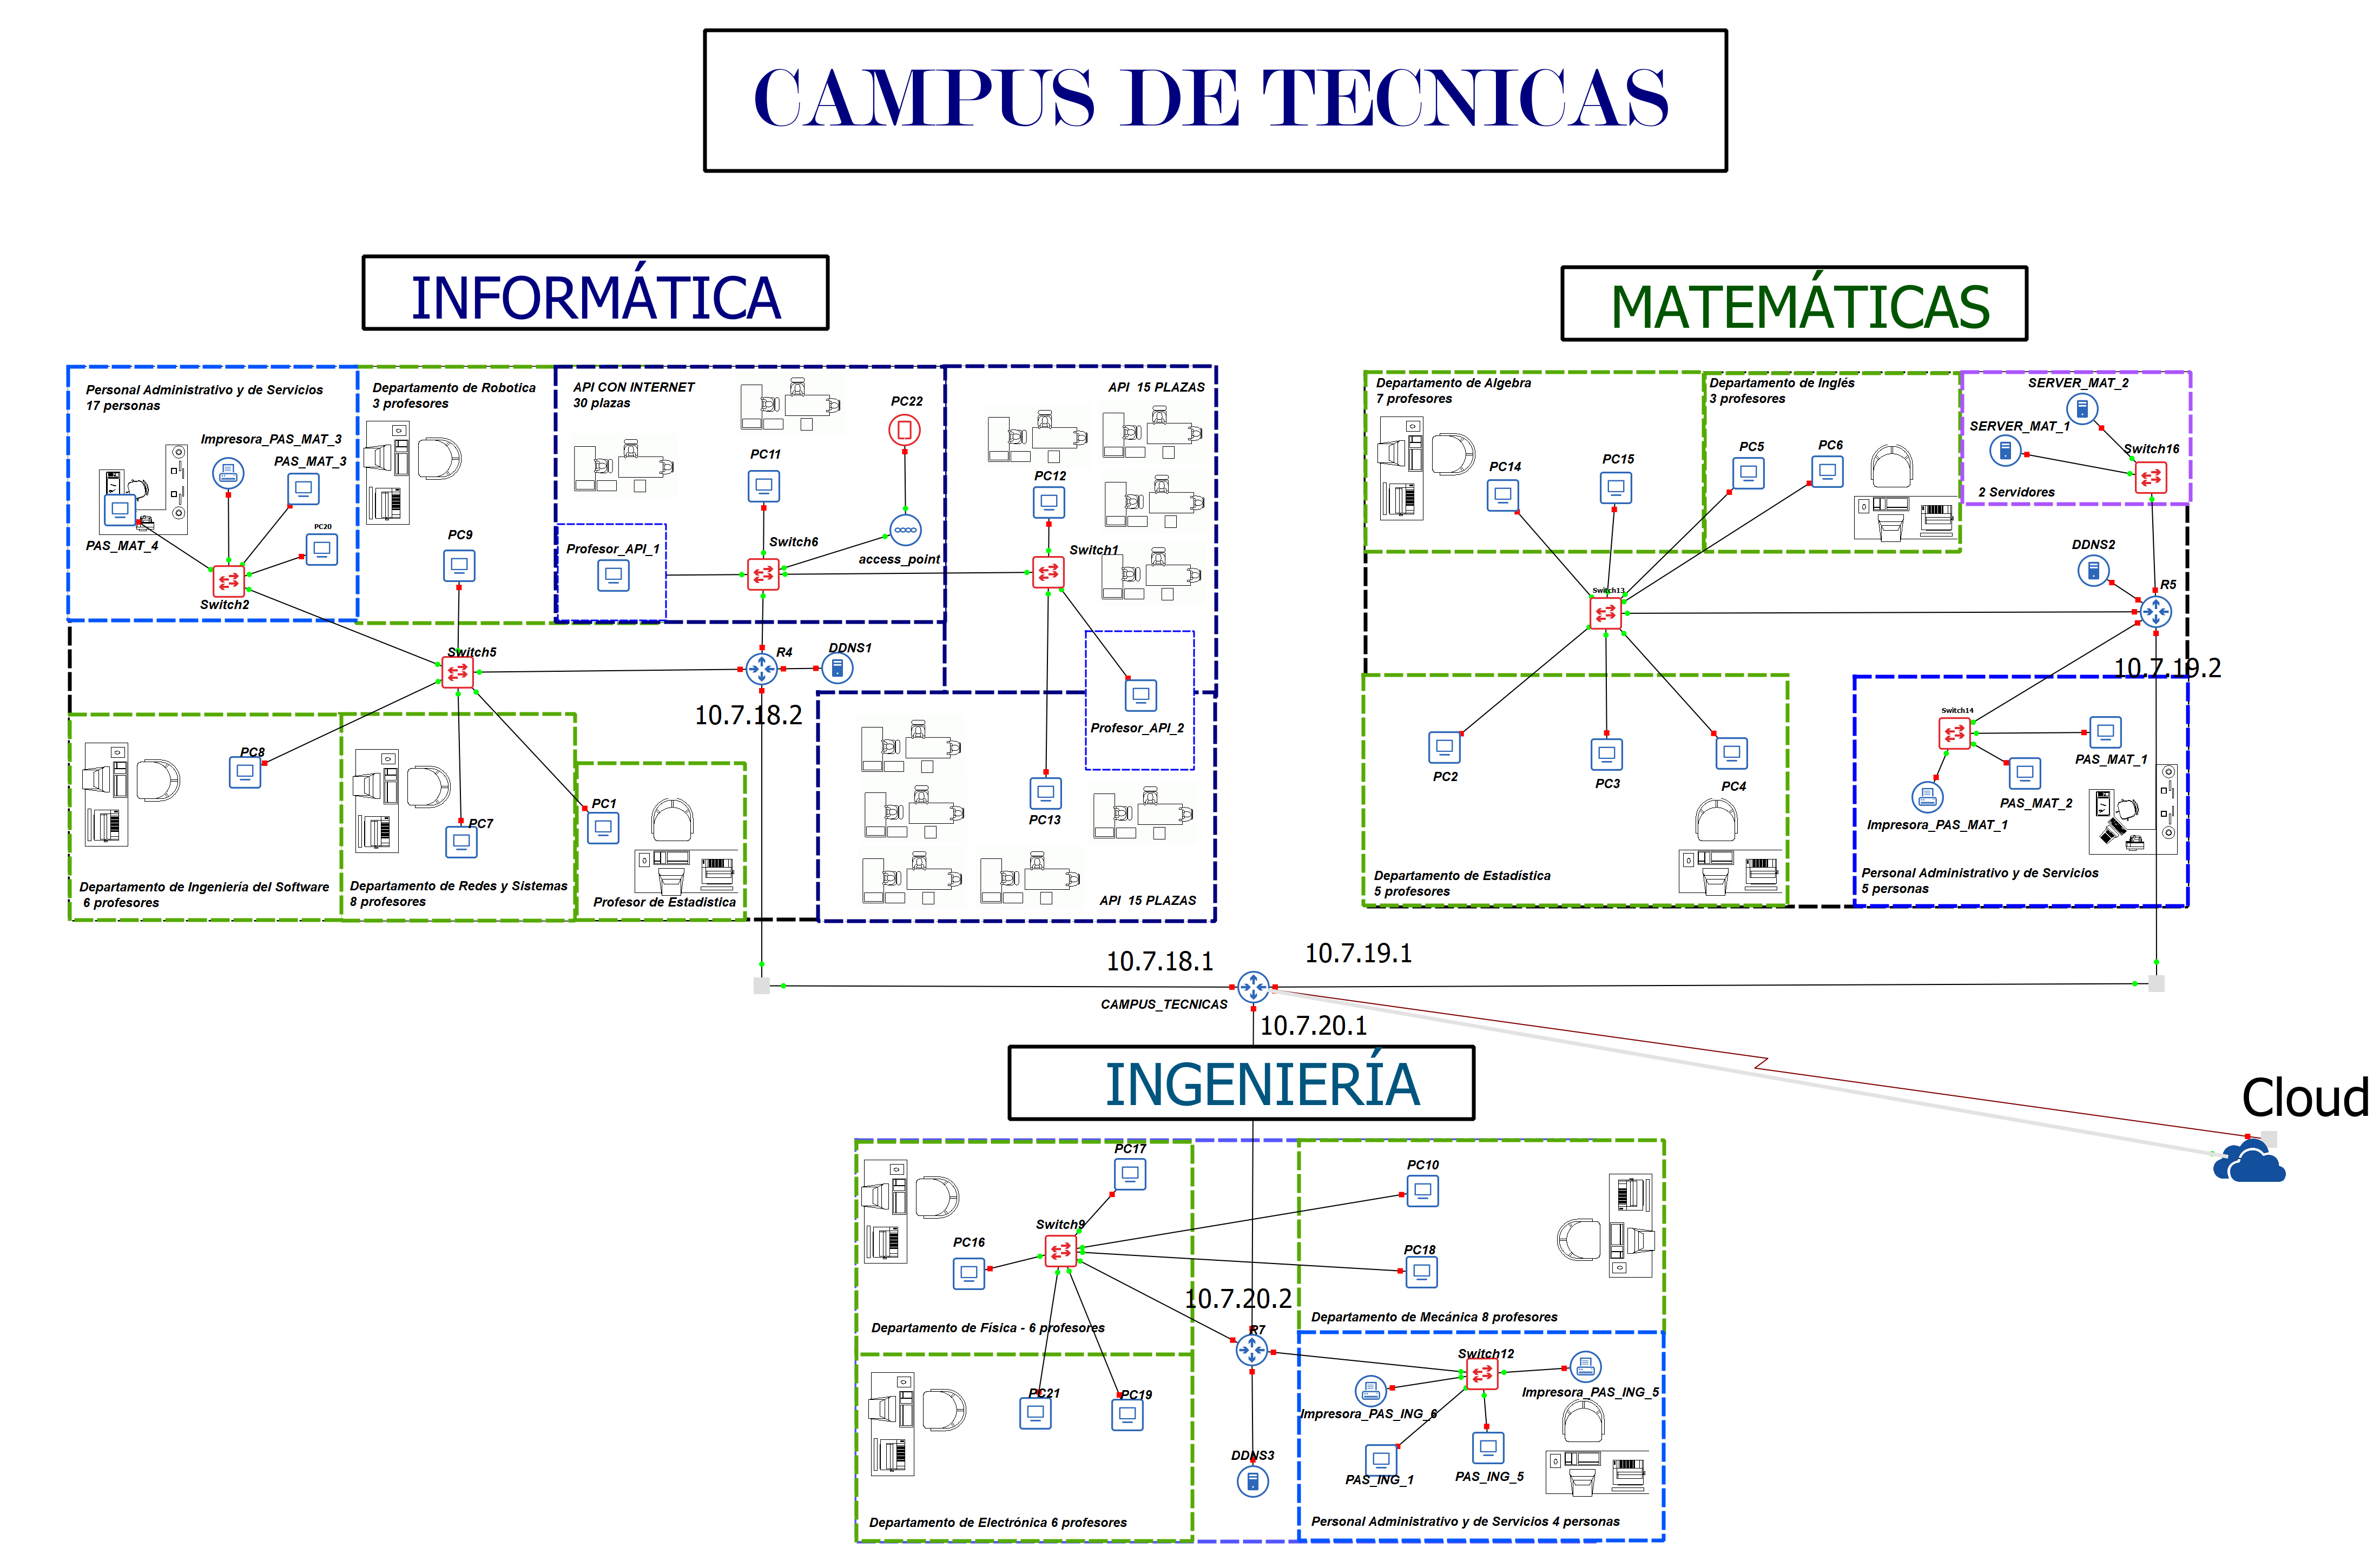 CAMPUS DE TECNICAS
INFORMÁTICA
MATEMÁTICAS
Personal Administrativo y de Servicios
17 personas
Impresora_PAS_MAT_3
PAS_MAT_3
PC20
PAS_MAT_4
Switch2
Departamento de Robotica
3 profesores
PC9
Switch5
API CON INTERNET
30 plazas
PC22
PC11
Profesor_API_1
Switch6
access_point
API 15 PLAZAS
PC12
Switch1
R4
DDNS1
10.7.18.2
Profesor_API_2
PC8
PC7
PC1
PC13
Departamento de Ingeniería del Software
6 profesores
Departamento de Redes y Sistemas
8 profesores
Profesor de Estadistica
API 15 PLAZAS
Departamento de Algebra
7 profesores
PC14
PC15
Departamento de Inglés
3 profesores
PC5
PC6
SERVER_MAT_2
SERVER_MAT_1
Switch16
2 Servidores
DDNS2
R5
Switch13
10.7.19.2
PC2
PC3
PC4
Departamento de Estadística
5 profesores
Switch14
PAS_MAT_1
PAS_MAT_2
Impresora_PAS_MAT_1
Personal Administrativo y de Servicios
5 personas
10.7.18.1
10.7.19.1
CAMPUS_TECNICAS
10.7.20.1
INGENIERÍA
Cloud
PC17
Switch9
PC16
PC10
PC18
10.7.20.2
Departamento de Física - 6 profesores
Departamento de Mecánica 8 profesores
R7
Switch12
PC21
PC19
Impresora_PAS_ING_5
Impresora_PAS_ING_6
DDNS3
PAS_ING_1
PAS_ING_5
Departamento de Electrónica 6 profesores
Personal Administrativo y de Servicios 4 personas